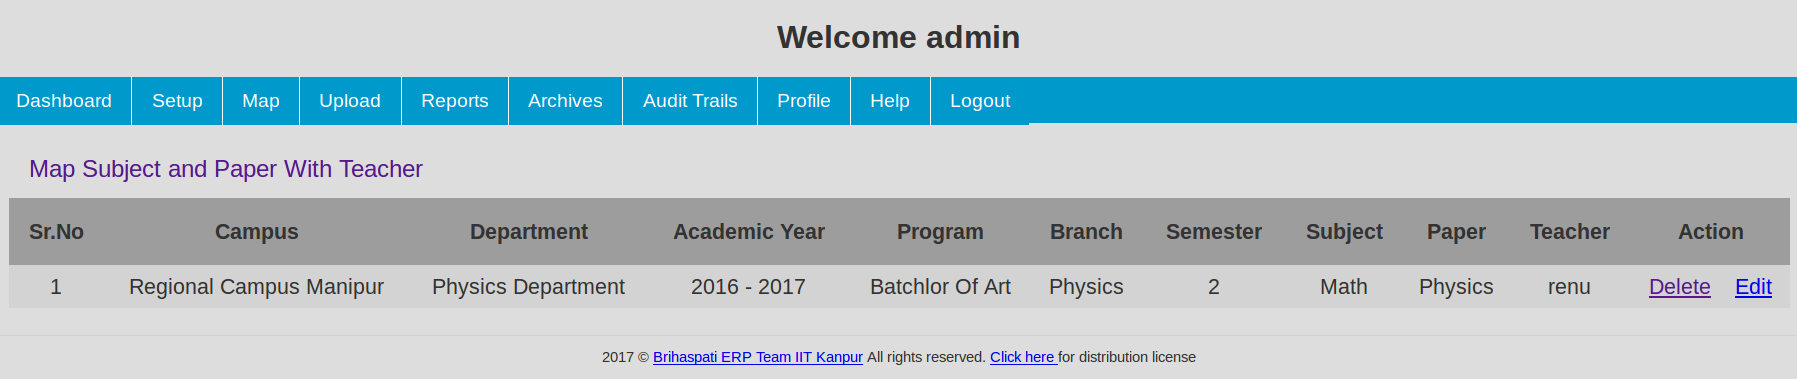 Welcome admin
Dashboard Setup Map Upload Reports Archives Audit Trails Profile Help Logout
Map Subject and Paper With Teacher
Sr.No Campus Department Academic Year Program Branch Semester Subject Paper Teacher Action
1 Regional Campus Manipur Physics Department 2016 - 2017 Batchlor Of Art Physics 2 Math Physics renu Delete Edit
2017 © Brihaspati ERP Team IIT Kanpur All rights reserved. Click here for distribution license